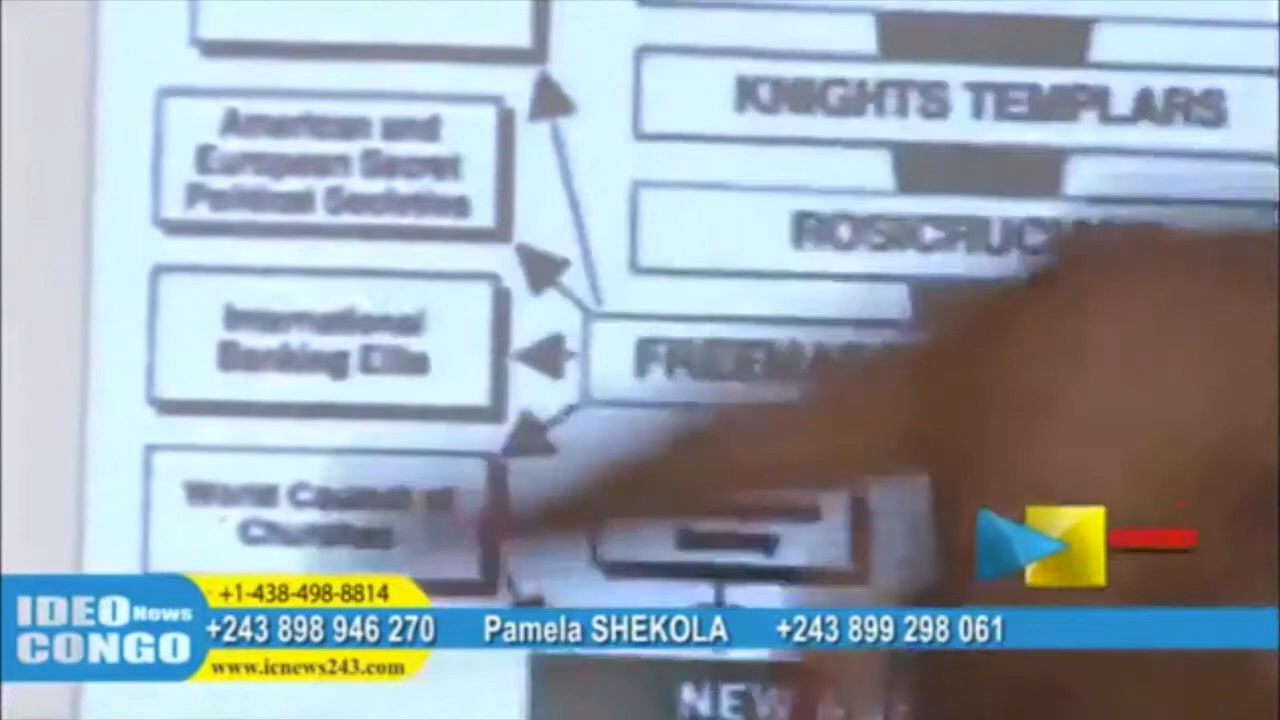 KNIGHTS TEMPLARS
American and
European Secret
Political Societies
International
Banking Elite
World Council of
Churches
NEW
IDEO News
CONGO
+1-438-498-8814
+243 898 946 270 Pamela SHEKOLA +243 899 298 061
www.icnews243.com